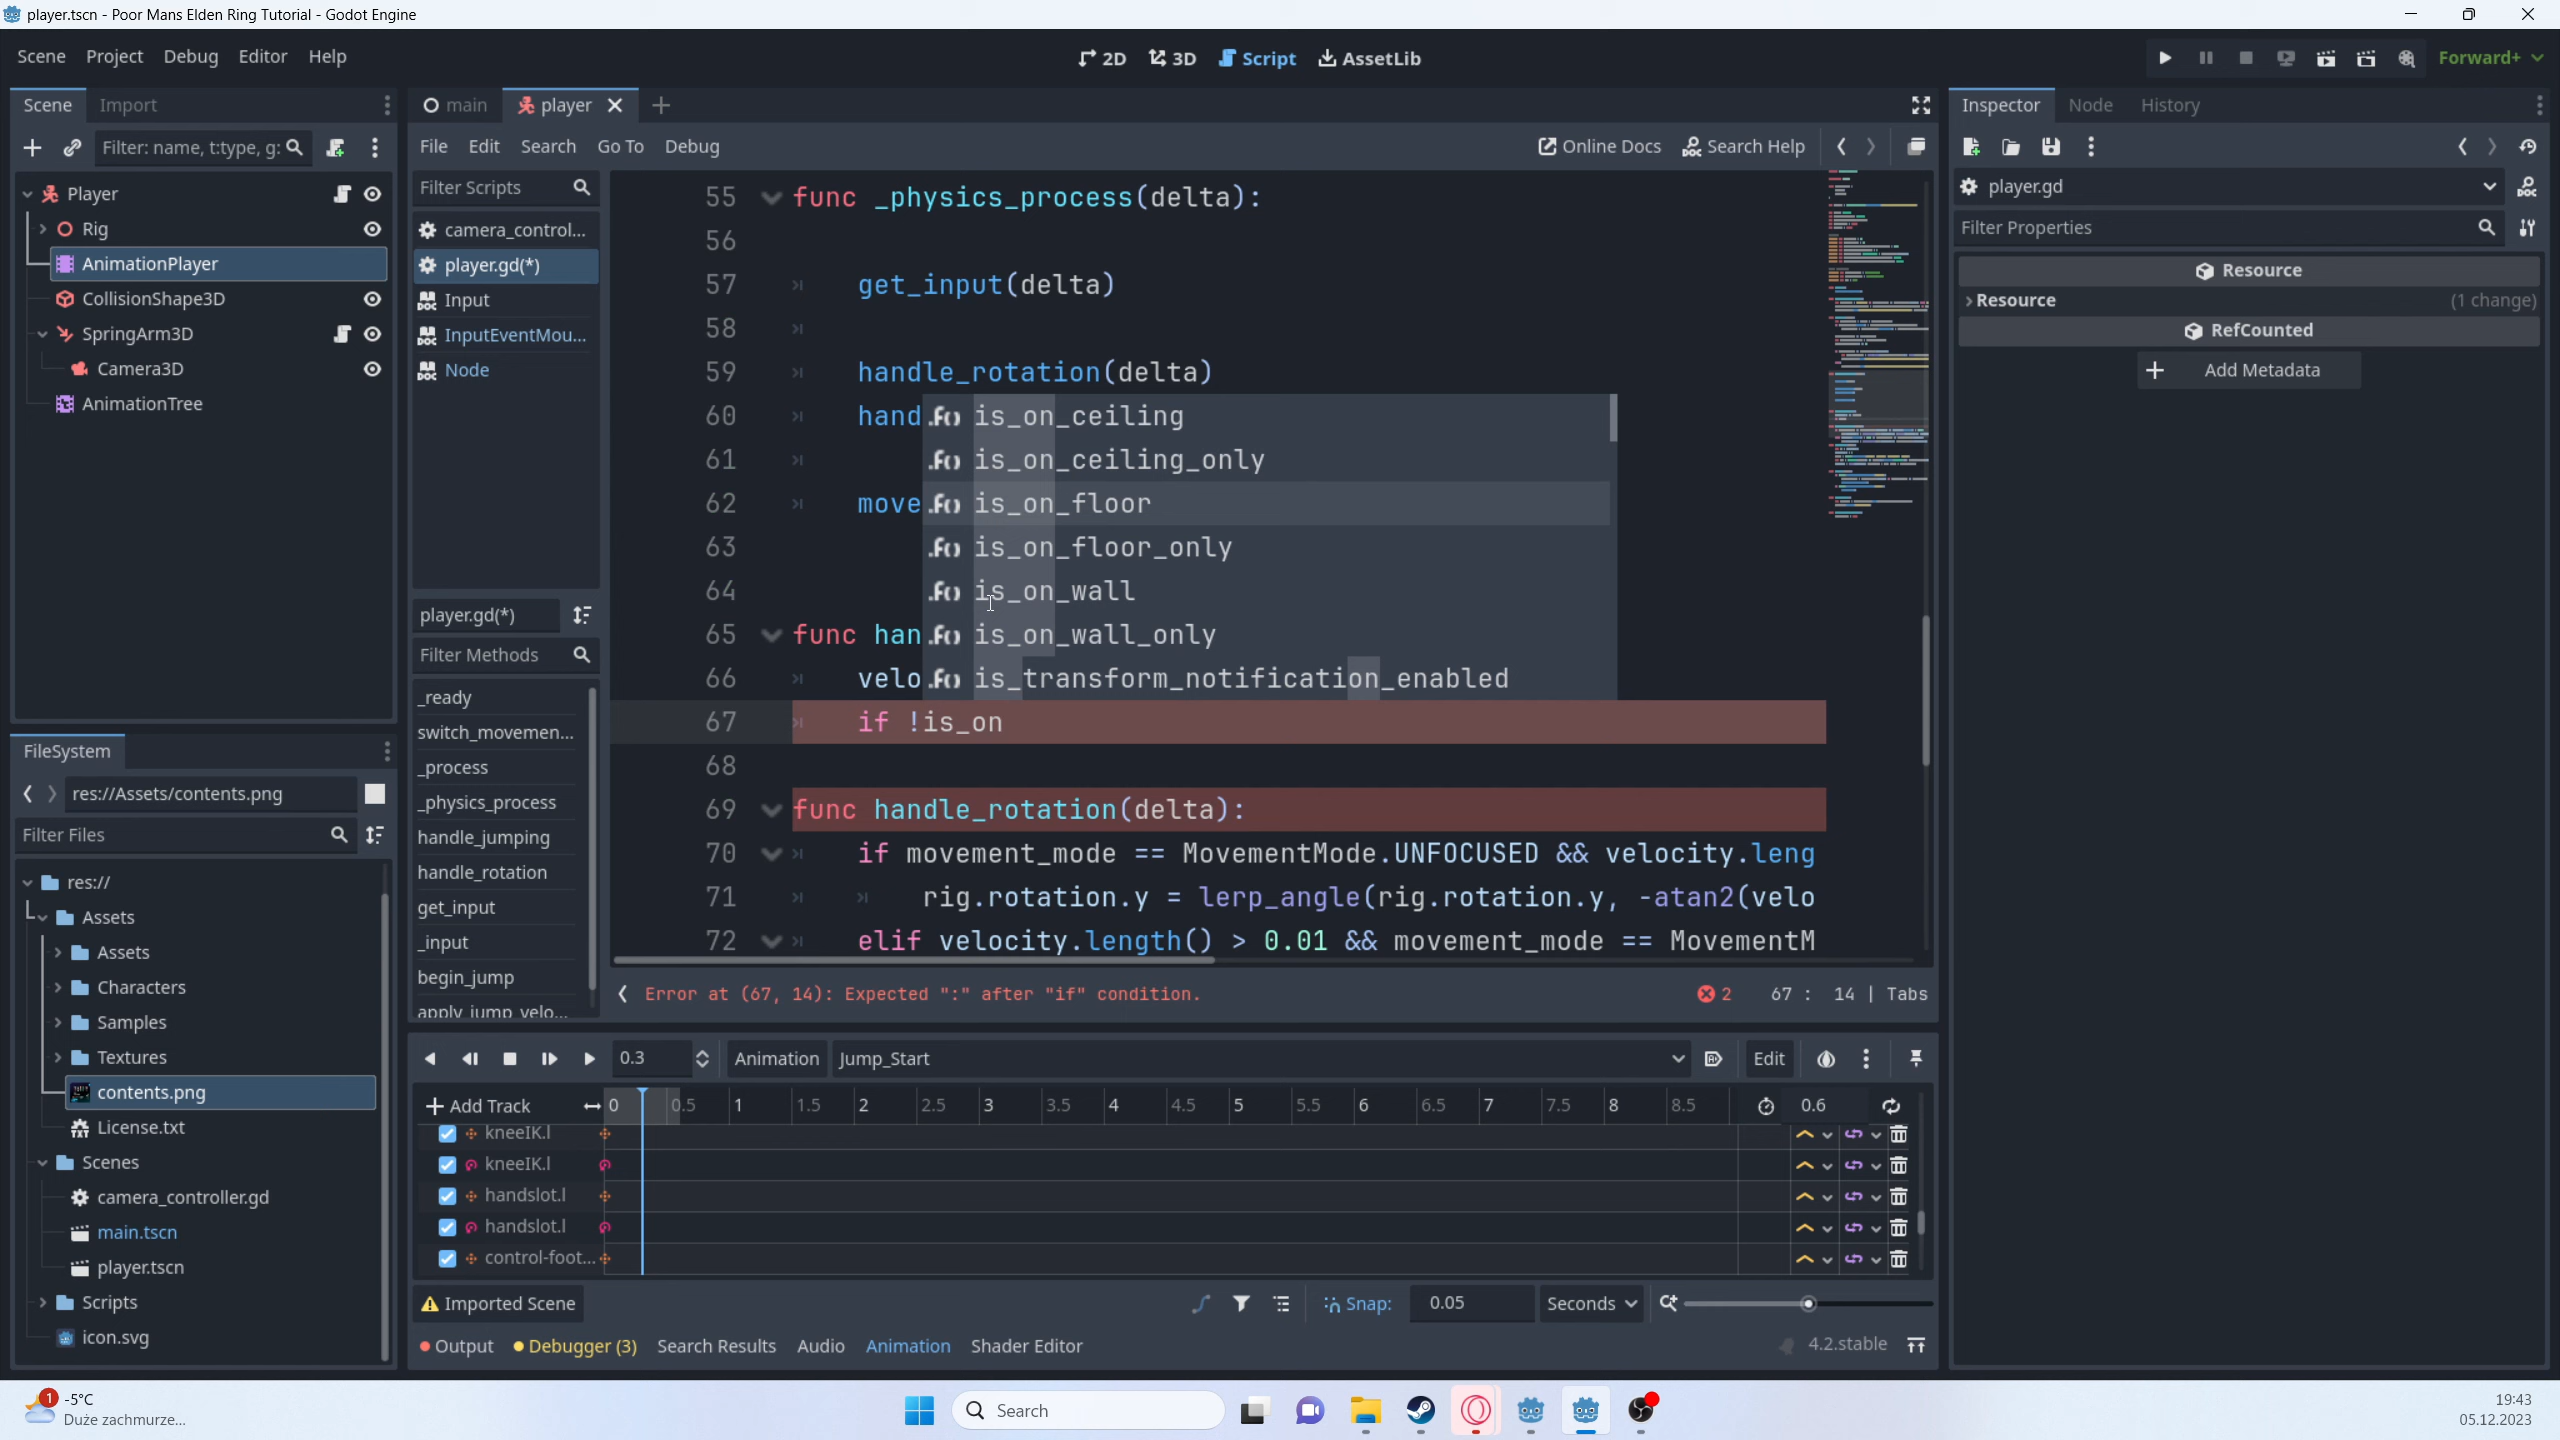 player.tscn - Poor Mans Elden Ring Tutorial - Godot Engine
Scene Project Debug Editor Help
2D 3D Script AssetLib
Forward+
Scene Import
main player
Inspector Node History
Filter: name, t:type, g:
File Edit Search Go To Debug
Online Docs Search Help
Player
Rig
AnimationPlayer
CollisionShape3D
SpringArm3D
Camera3D
AnimationTree
Filter Scripts
camera_control...
player.gd(*)
Input
InputEventMou...
Node
player.gd(*)
Filter Methods
_ready
switch_movemen...
_process
_physics_process
handle_jumping
handle_rotation
get_input
_input
begin_jump
apply_jump_velo...
55 func _physics_process(delta):
56
57 get_input(delta)
58
59 handle_rotation(delta)
60 hand
61
62 move
63
64
65 func han
66 velo
67 if !is_on
68
69 func handle_rotation(delta):
70 if movement_mode == MovementMode.UNFOCUSED && velocity.leng
71 rig.rotation.y = lerp_angle(rig.rotation.y, -atan2(velo
72 elif velocity.length() > 0.01 && movement_mode == MovementM
is_on_ceiling
is_on_ceiling_only
is_on_floor
is_on_floor_only
is_on_wall
is_on_wall_only
is_transform_notification_enabled
Error at (67, 14): Expected ":" after "if" condition.
2 67 : 14 | Tabs
player.gd
Filter Properties
Resource
Resource (1 change)
RefCounted
Add Metadata
FileSystem
res://Assets/contents.png
Filter Files
res://
Assets
Assets
Characters
Samples
Textures
contents.png
License.txt
Scenes
camera_controller.gd
main.tscn
player.tscn
Scripts
icon.svg
0.3 Animation Jump_Start Edit
Add Track 0 0.5 1 1.5 2 2.5 3 3.5 4 4.5 5 5.5 6 6.5 7 7.5 8 8.5 0.6
kneeIK.l
kneeIK.l
handslot.l
handslot.l
control-foot...
Imported Scene Snap: 0.05 Seconds
Output Debugger (3) Search Results Audio Animation Shader Editor 4.2.stable
1
-5°C
Duże zachmurze...
Search
19:43
05.12.2023